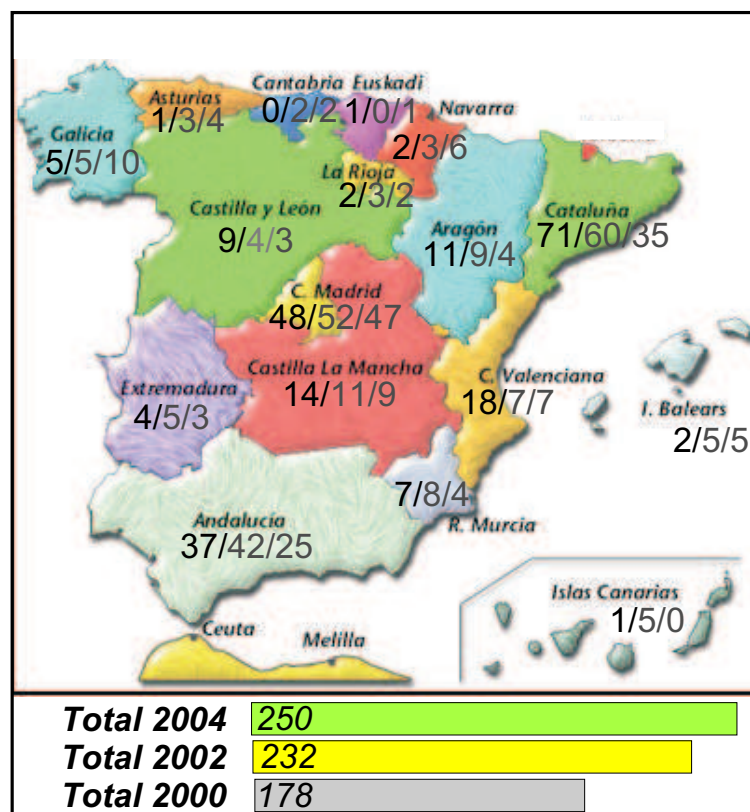 Cantabria
0/2/2
Euskadi
1/0/1
Asturias
1/3/4
Navarra
2/3/6
Galicia
5/5/10
La Rioja
2/3/2
Castilla y León
9/4/3
Aragón
11/9/4
Cataluña
71/60/35
C. Madrid
48/52/47
Castilla La Mancha
14/11/9
C. Valenciana
18/7/7
Extremadura
4/5/3
I. Balears
2/5/5
7/8/4
R. Murcia
Andalucía
37/42/25
Islas Canarias
1/5/0
Ceuta
Melilla
Total 2004 250
Total 2002 232
Total 2000 178